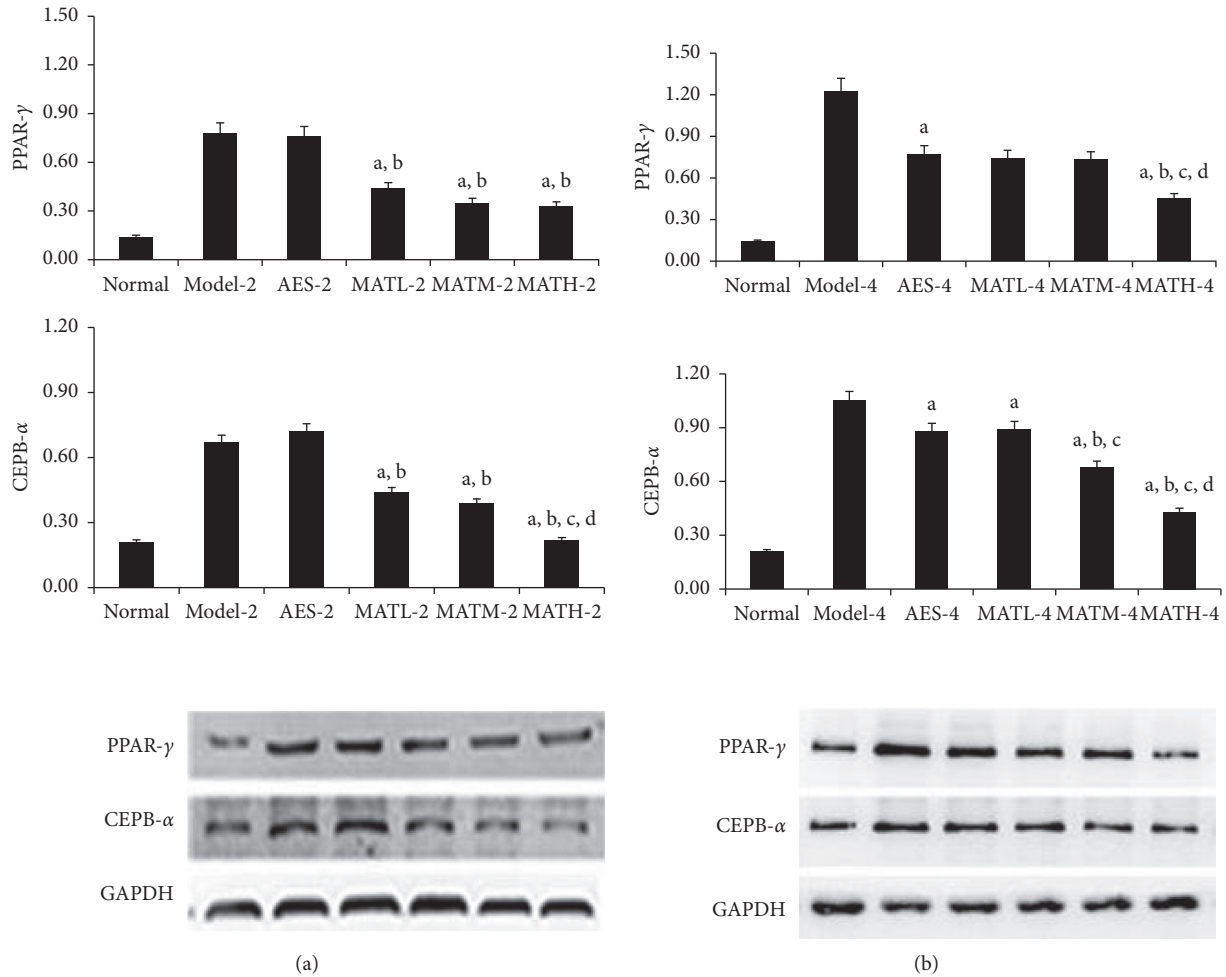 1.50
1.20
0.90
0.60
0.30
0.00
PPAR-γ
a, b
a, b
a, b
Normal Model-2 AES-2 MATL-2 MATM-2 MATH-2
1.20
0.90
0.60
0.30
0.00
CEPB-α
a, b
a, b
a, b, c, d
Normal Model-2 AES-2 MATL-2 MATM-2 MATH-2
PPAR-γ
CEPB-α
GAPDH
(a)
1.50
1.20
0.90
0.60
0.30
0.00
PPAR-γ
a
a, b, c, d
Normal Model-4 AES-4 MATL-4 MATM-4 MATH-4
1.20
0.90
0.60
0.30
0.00
CEPB-α
a
a
a, b, c
a, b, c, d
Normal Model-4 AES-4 MATL-4 MATM-4 MATH-4
PPAR-γ
CEPB-α
GAPDH
(b)